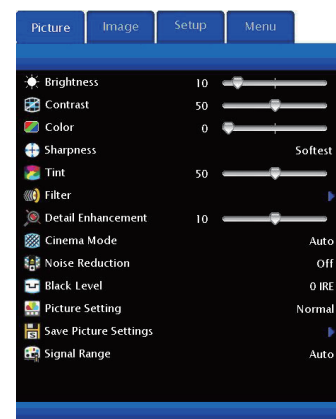 Picture Image Setup Menu
Brightness 10
Contrast 50
Color 0
Sharpness Softest
Tint 50
Filter
Detail Enhancement 10
Cinema Mode Auto
Noise Reduction Off
Black Level 0 IRE
Picture Setting Normal
Save Picture Settings
Signal Range Auto